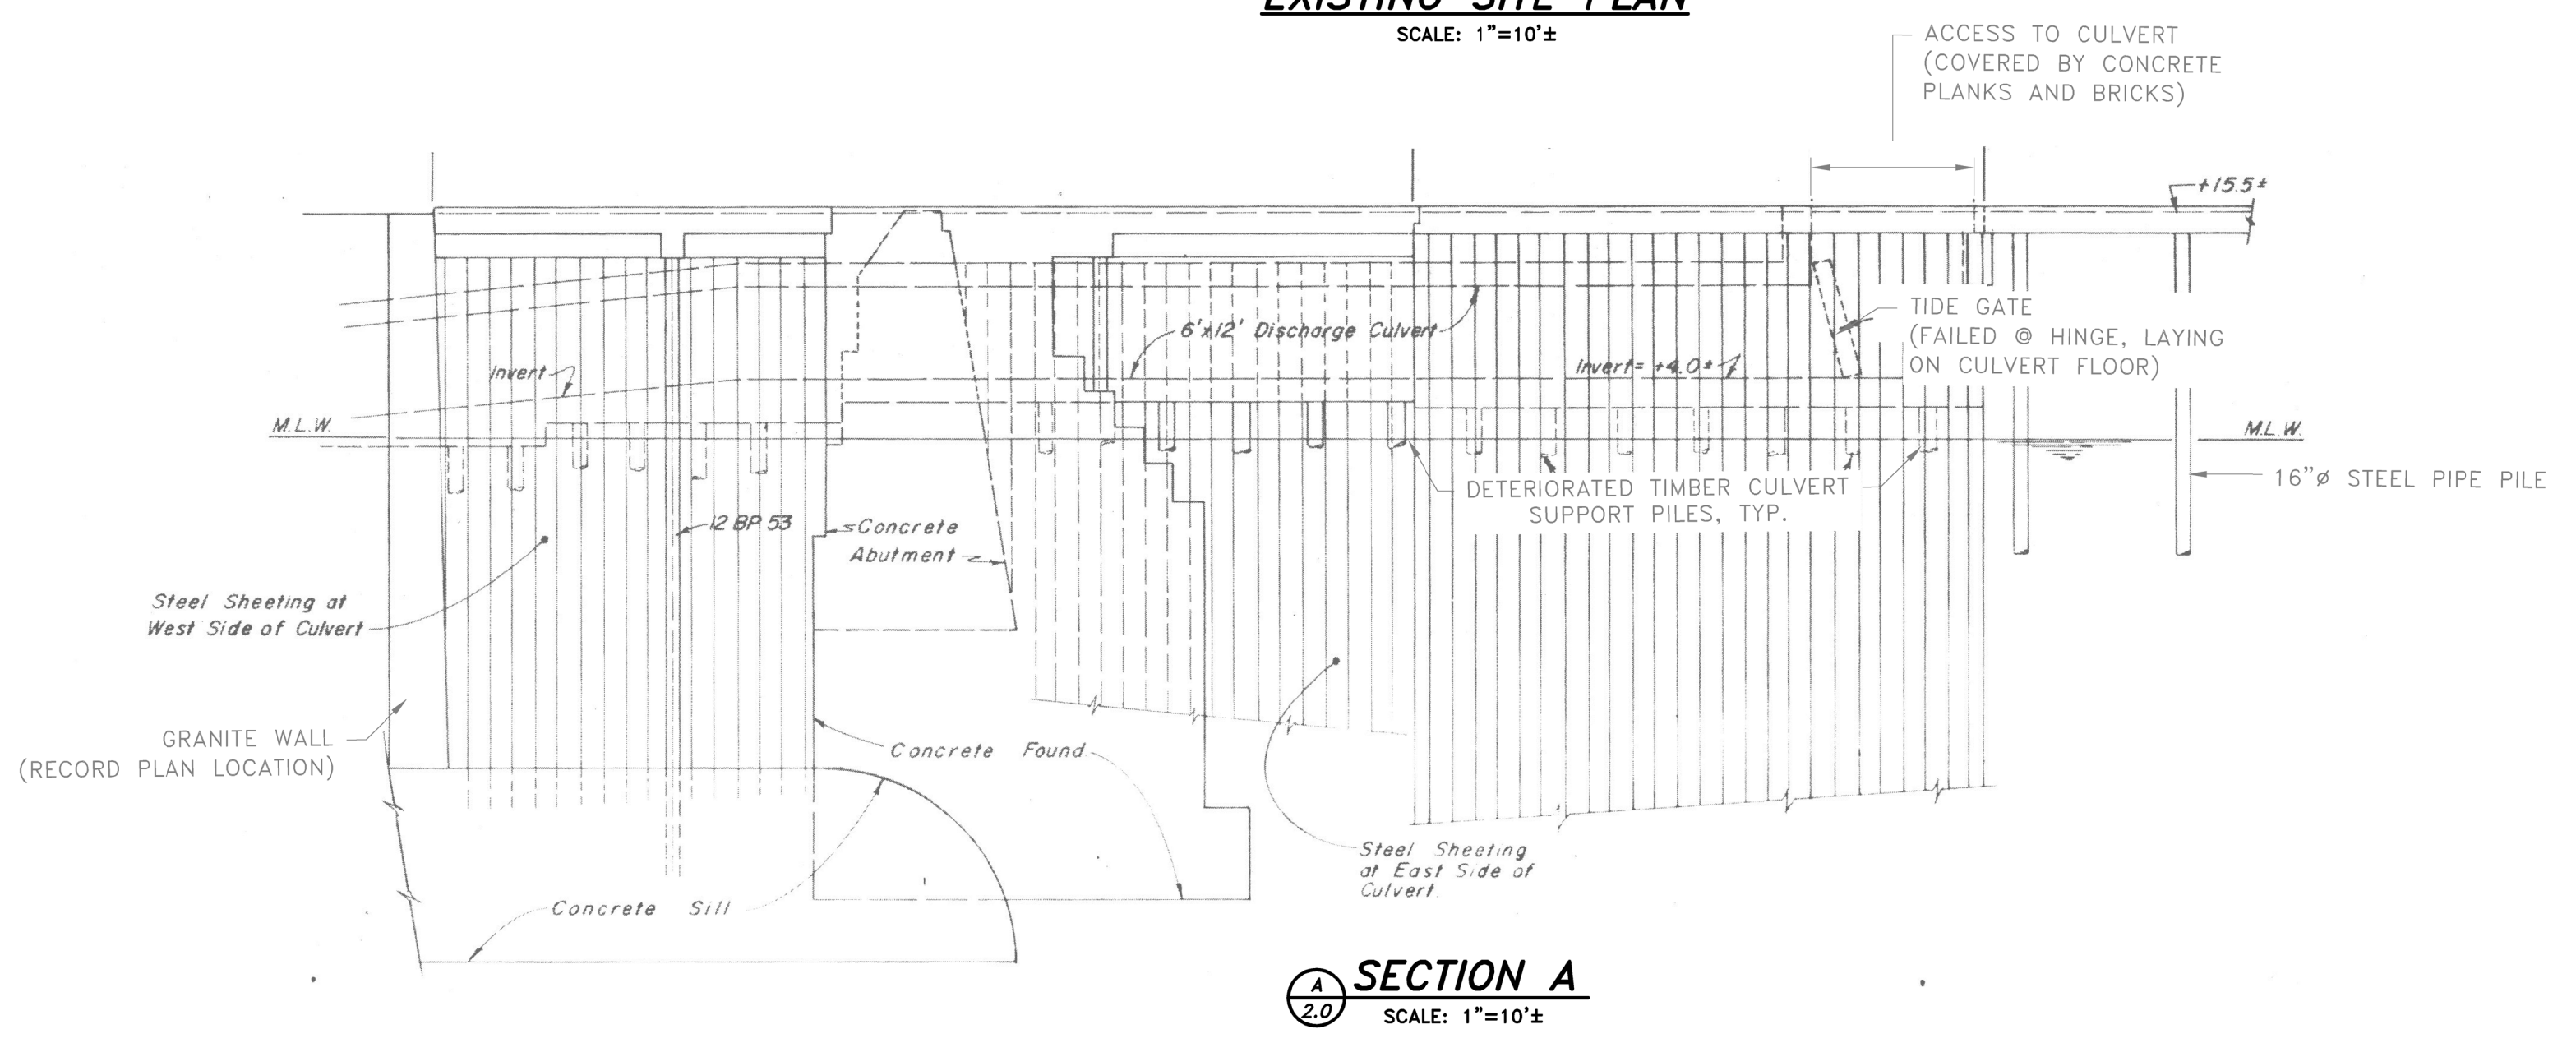 EXISTING SITE PLAN
SCALE: 1"=10'±
ACCESS TO CULVERT
(COVERED BY CONCRETE
PLANKS AND BRICKS)
+15.5±
TIDE GATE
(FAILED @ HINGE, LAYING
ON CULVERT FLOOR)
6'x12' Discharge Culvert
Invert
Invert= +4.0±
M.L.W.
M.L.W.
DETERIORATED TIMBER CULVERT
SUPPORT PILES, TYP.
16"ø STEEL PIPE PILE
12 BP 53
Concrete
Abutment
Steel Sheeting at
West Side of Culvert
GRANITE WALL
(RECORD PLAN LOCATION)
Concrete Found.
Steel Sheeting
at East Side of
Culvert.
Concrete Sill
A
2.0
SECTION A
SCALE: 1"=10'±